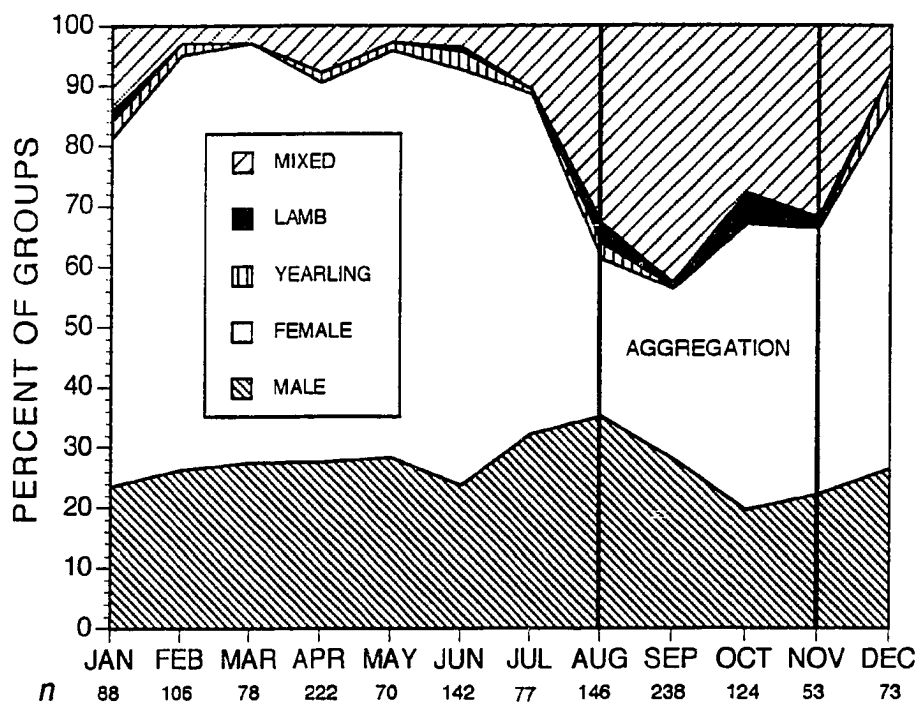 PERCENT OF GROUPS
100
90
80
70
60
50
40
30
20
10
0
MIXED
LAMB
YEARLING
FEMALE
MALE
AGGREGATION
JAN FEB MAR APR MAY JUN JUL AUG SEP OCT NOV DEC
n 88 105 78 222 70 142 77 146 238 124 53 73